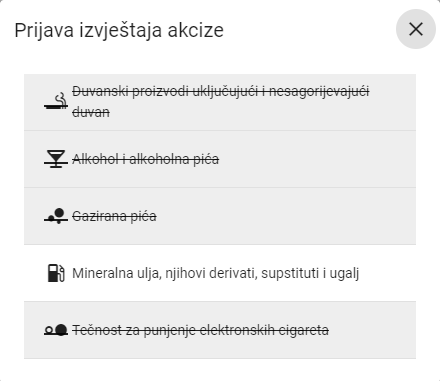 Prijava izvještaja akcize
Duvanski proizvodi uključujući i nesagorijevajući
duvan
Alkohol i alkoholna pića
Gazirana pića
Mineralna ulja, njihovi derivati, supstituti i ugalj
Tečnost za punjenje elektronskih cigareta